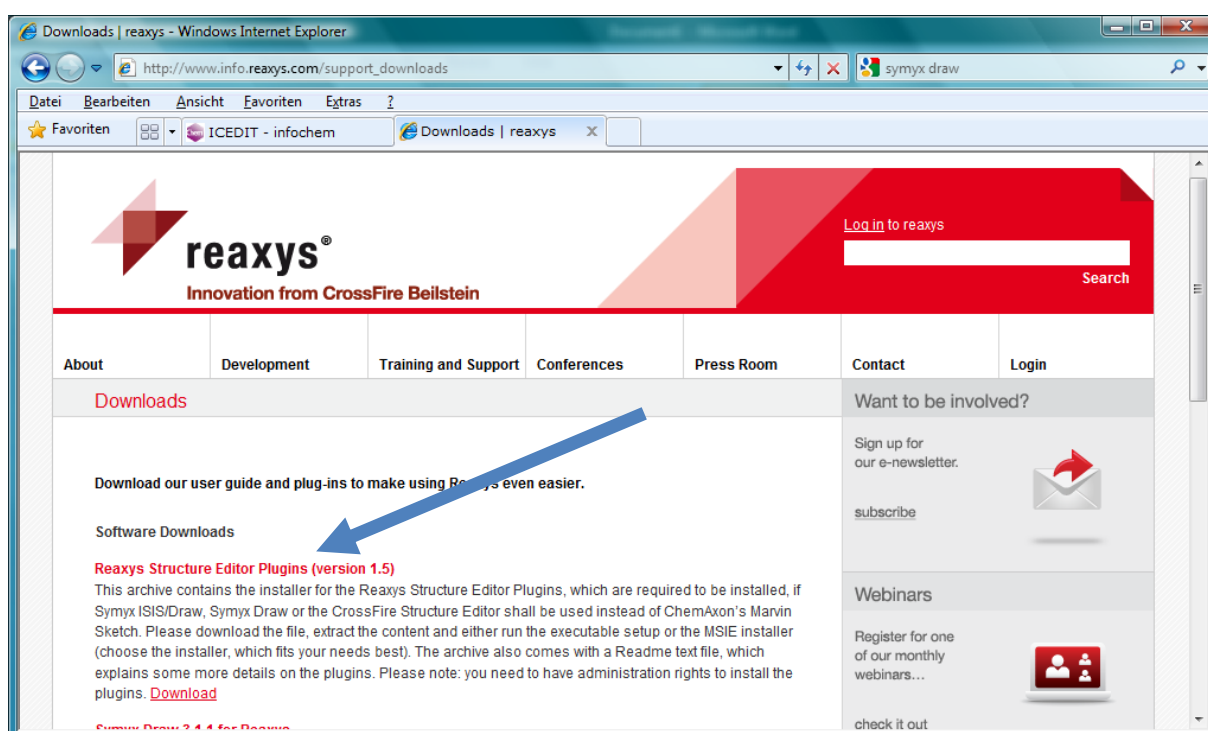 Downloads | reaxys - Windows Internet Explorer
http://www.info.reaxys.com/support_downloads
symyx draw
Datei Bearbeiten Ansicht Favoriten Extras ?
Favoriten ICEDIT - infochem Downloads | reaxys X
Log in to reaxys
reaxys®
Search
Innovation from CrossFire Beilstein
About Development Training and Support Conferences Press Room Contact Login
Downloads
Want to be involved?
Sign up for
our e-newsletter.
subscribe
Download our user guide and plug-ins to make using Reaxys even easier.
Software Downloads
Reaxys Structure Editor Plugins (version 1.5)
This archive contains the installer for the Reaxys Structure Editor Plugins, which are required to be installed, if
Symyx ISIS/Draw, Symyx Draw or the CrossFire Structure Editor shall be used instead of ChemAxon's Marvin
Sketch. Please download the file, extract the content and either run the executable setup or the MSIE installer
(choose the installer, which fits your needs best). The archive also comes with a Readme text file, which
explains some more details on the plugins. Please note: you need to have administration rights to install the
plugins. Download
Symyx Draw 3.1.1 for Reaxys
Webinars
Register for one
of our monthly
webinars...
check it out